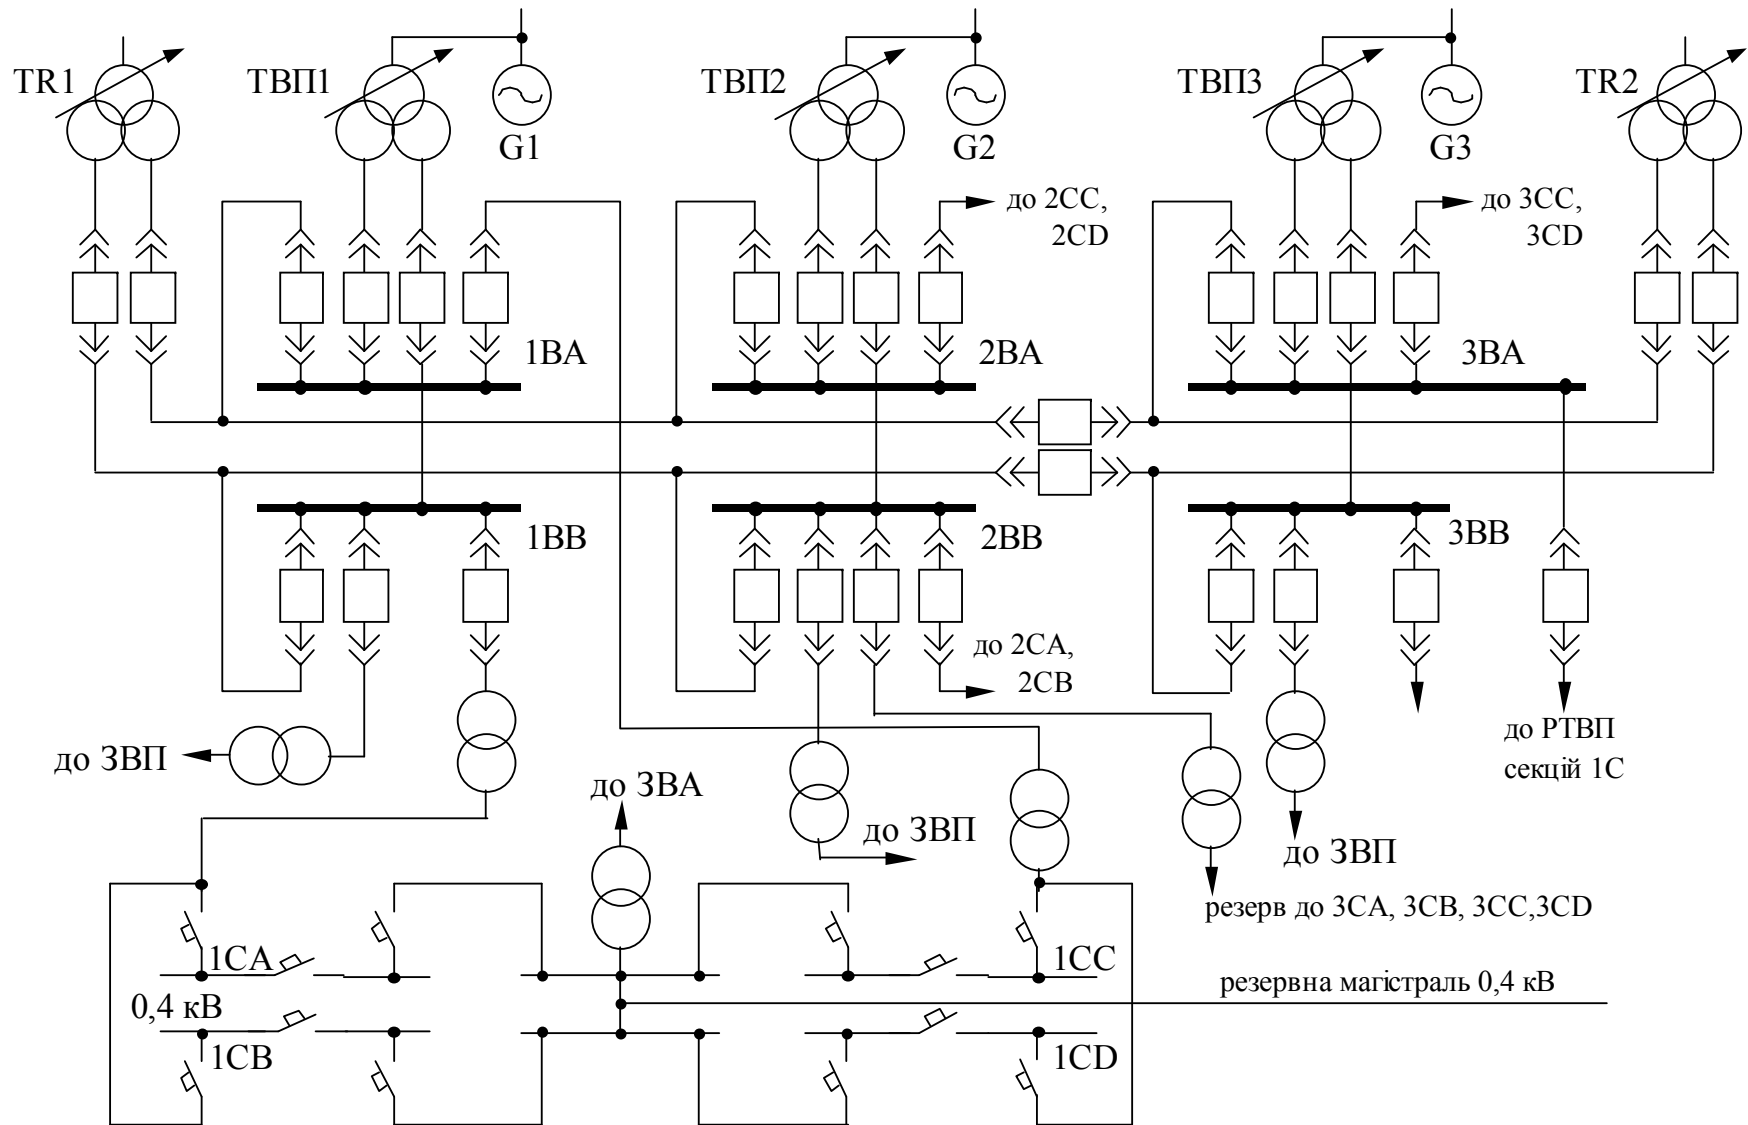 TR1
ТВП1
G1
ТВП2
G2
ТВП3
G3
TR2
до 2СС,
2CD
до 3СС,
3CD
1ВА
2ВА
3ВА
1ВВ
2ВВ
3ВВ
до 2СА,
2СВ
до ЗВП
до ЗВА
до ЗВП
до ЗВП
до РТВП
секцій 1С
резерв до 3СА, 3СВ, 3СС,3CD
1СА
1СС
0,4 кВ
резервна магістраль 0,4 кВ
1СВ
1CD